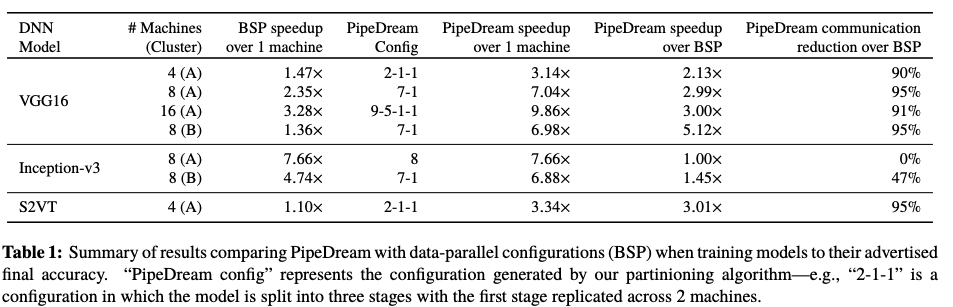 DNN # Machines BSP speedup PipeDream PipeDream speedup PipeDream speedup PipeDream communication
Model (Cluster) over 1 machine Config over 1 machine over BSP reduction over BSP
4 (A) 1.47× 2-1-1 3.14× 2.13× 90%
8 (A) 2.35× 7-1 7.04× 2.99× 95%
VGG16
16 (A) 3.28× 9-5-1-1 9.86× 3.00× 91%
8 (B) 1.36× 7-1 6.98× 5.12× 95%
8 (A) 7.66× 8 7.66× 1.00× 0%
Inception-v3
8 (B) 4.74× 7-1 6.88× 1.45× 47%
S2VT 4 (A) 1.10× 2-1-1 3.34× 3.01× 95%
Table 1: Summary of results comparing PipeDream with data-parallel configurations (BSP) when training models to their advertised
final accuracy. “PipeDream config” represents the configuration generated by our partinioning algorithm—e.g., “2-1-1” is a
configuration in which the model is split into three stages with the first stage replicated across 2 machines.